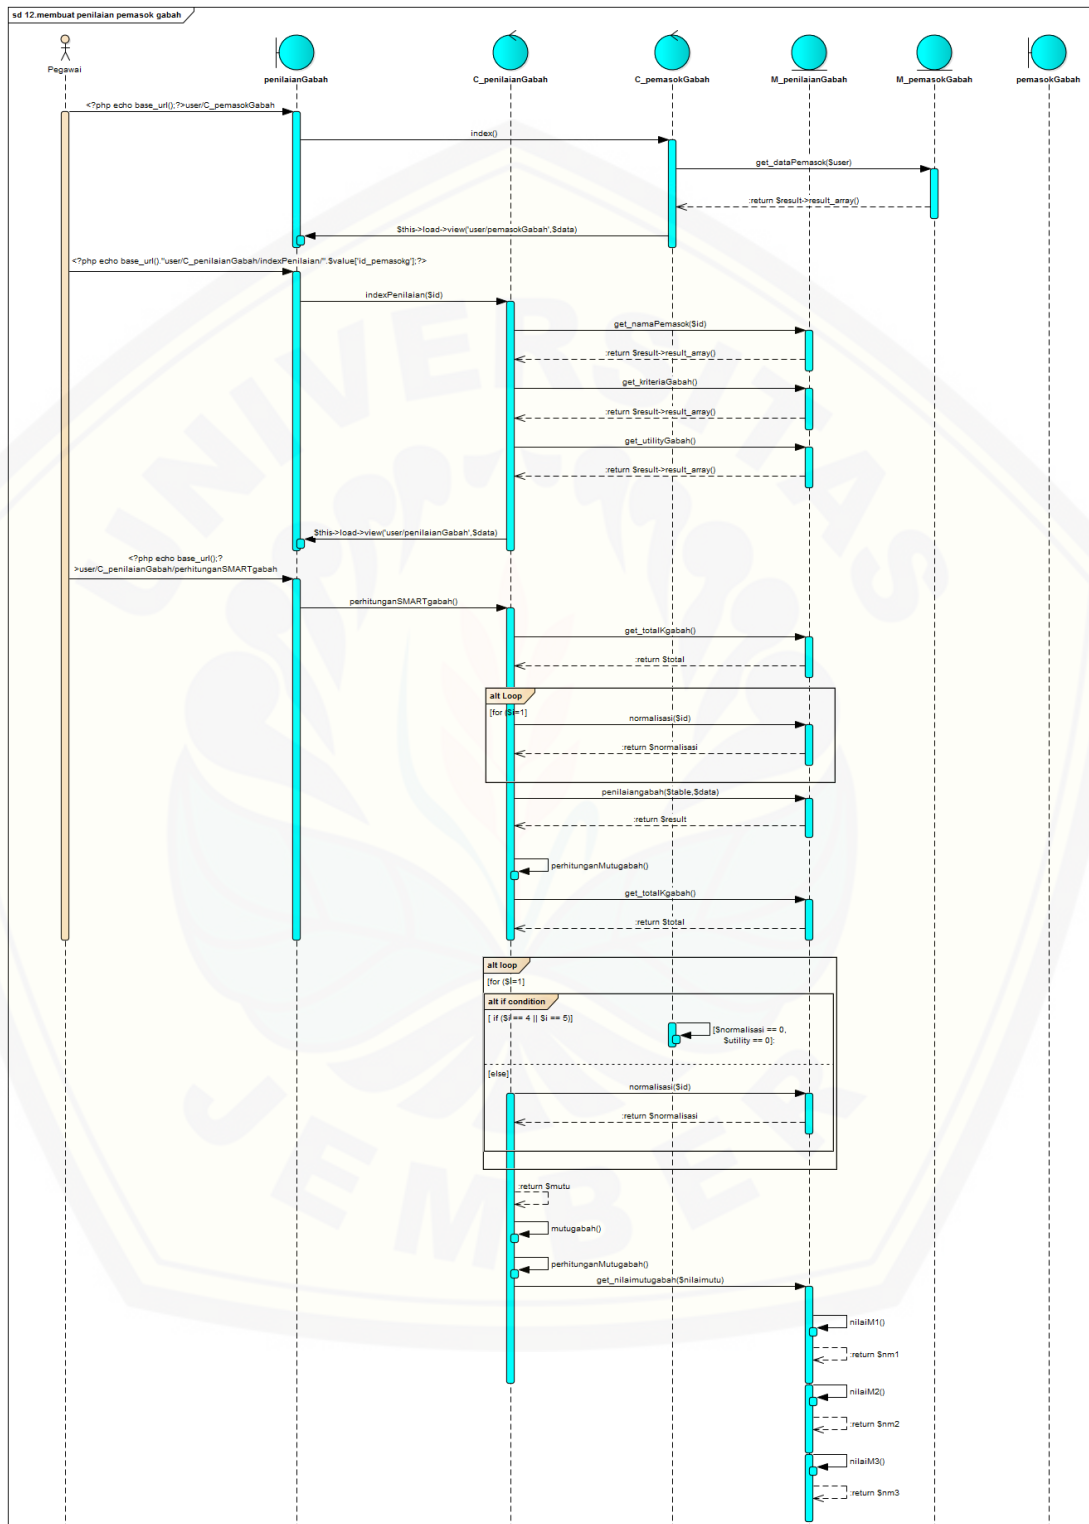 sd 12.membuat penilaian pemasok gabah
Pegawai
penilaianGabah
C_penilaianGabah
C_pemasokGabah
M_penilaianGabah
M_pemasokGabah
pemasokGabah
<?php echo base_url();?>user/C_pemasokGabah
index()
get_dataPemasok($user)
:return $result->result_array()
$this->load->view('user/pemasokGabah',$data)
<?php echo base_url()."user/C_penilaianGabah/indexPenilaian/".$value['id_pemasokg'];?>
indexPenilaian($id)
get_namaPemasok($id)
:return $result->result_array()
get_kriteriaGabah()
:return $result->result_array()
get_utilityGabah()
:return $result->result_array()
$this->load->view('user/penilaianGabah',$data)
<?php echo base_url();?
>user/C_penilaianGabah/perhitunganSMARTgabah
perhitunganSMARTgabah()
get_totalKgabah()
:return $total
alt Loop
[for ($i=1]
normalisasi($id)
:return $normalisasi
penilaiangabah($table,$data)
:return $result
perhitunganMutugabah()
get_totalKgabah()
:return $total
alt loop
[for ($i=1]
alt if condition
[ if ($i == 4 || $i == 5)]
[$normalisasi == 0,
$utility == 0]:
[else]
normalisasi($id)
:return $normalisasi
:return $mutu
mutugabah()
perhitunganMutugabah()
get_nilaimutugabah($nilaimutu)
nilaiM1()
:return $nm1
nilaiM2()
:return $nm2
nilaiM3()
:return $nm3
UNIVERSITAS
JEMBER